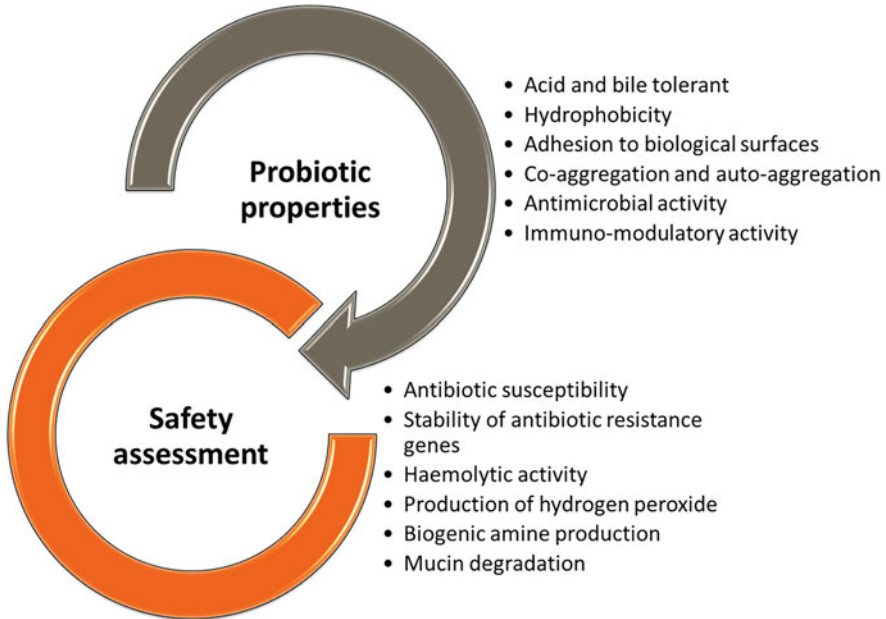 Probiotic
properties
• Acid and bile tolerant
• Hydrophobicity
• Adhesion to biological surfaces
• Co-aggregation and auto-aggregation
• Antimicrobial activity
• Immuno-modulatory activity
Safety
assessment
• Antibiotic susceptibility
• Stability of antibiotic resistance
genes
• Haemolytic activity
• Production of hydrogen peroxide
• Biogenic amine production
• Mucin degradation